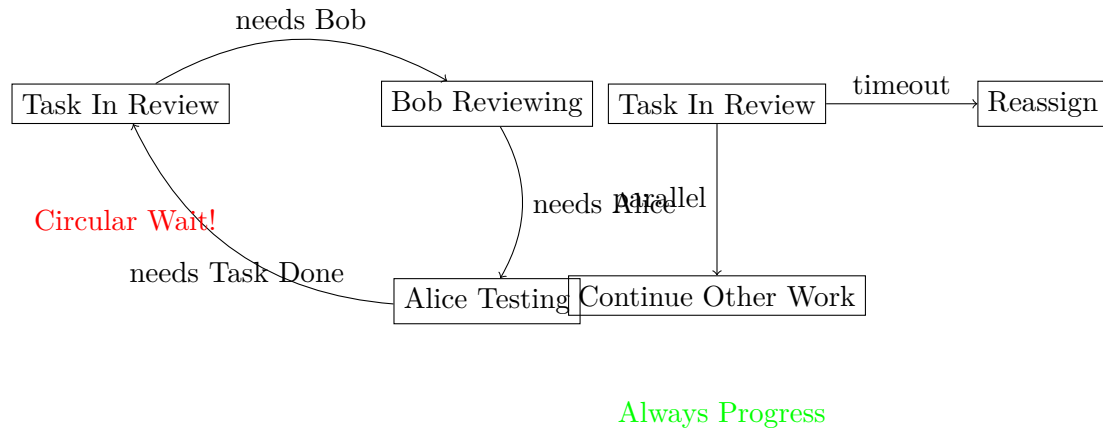 needs Bob
Task In Review
Bob Reviewing
Task In Review
timeout
Reassign
needs Alice
parallel
Circular Wait!
needs Task Done
Alice Testing
Continue Other Work
Always Progress